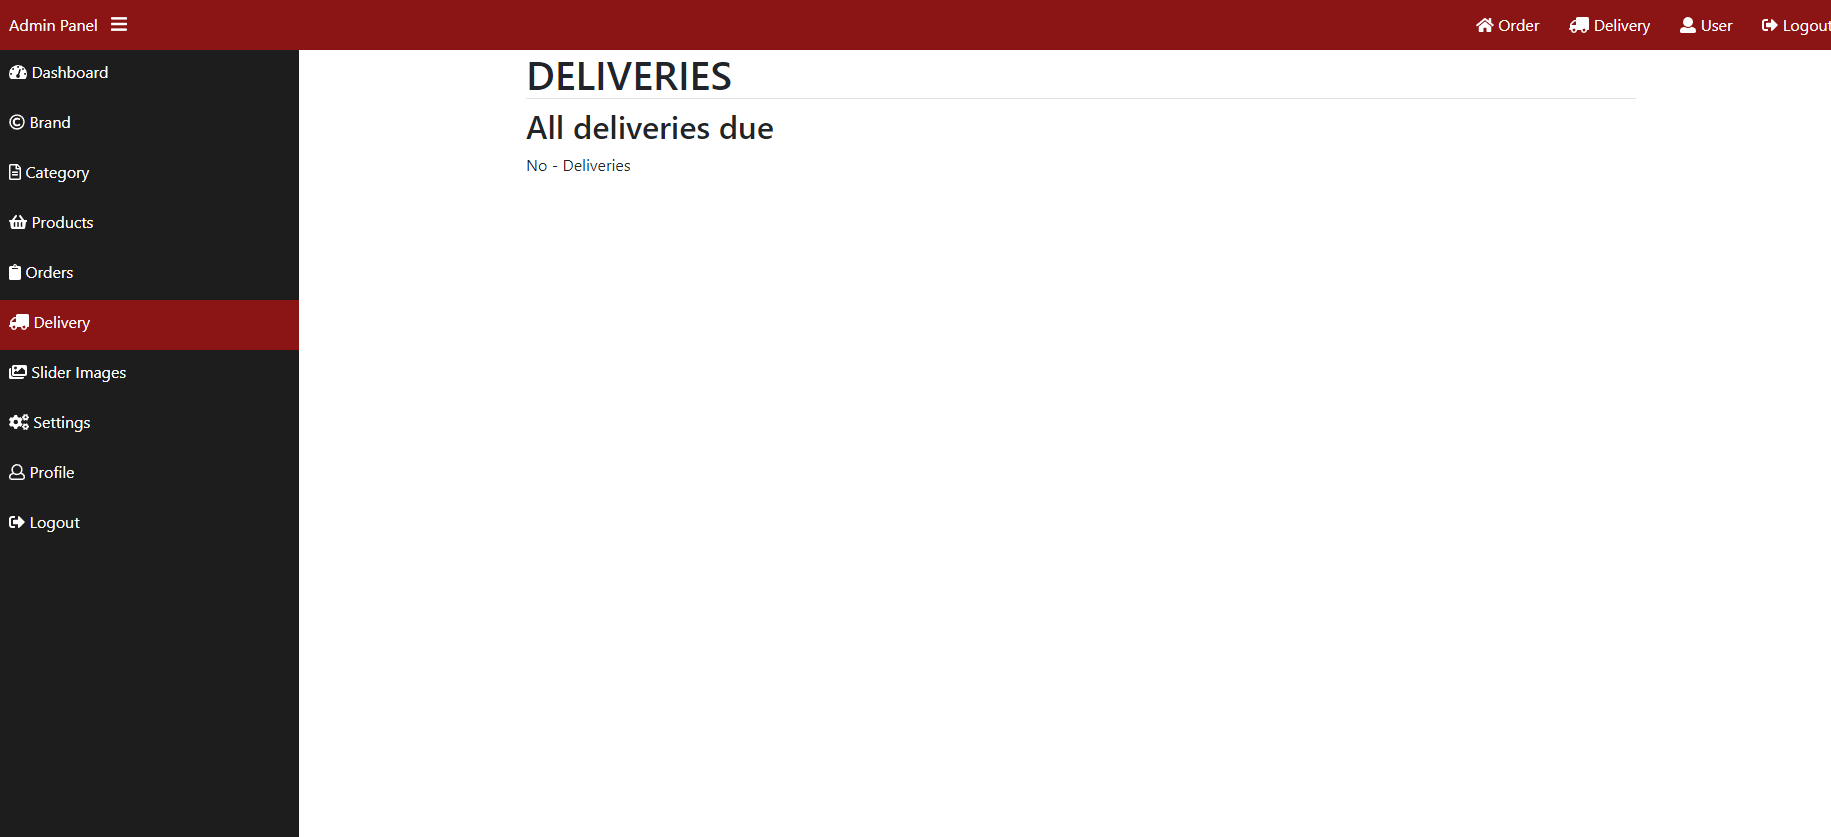 Admin Panel
Order
Delivery
User
Logout
Dashboard
Brand
Category
Products
Orders
Delivery
Slider Images
Settings
Profile
Logout
DELIVERIES
All deliveries due
No - Deliveries